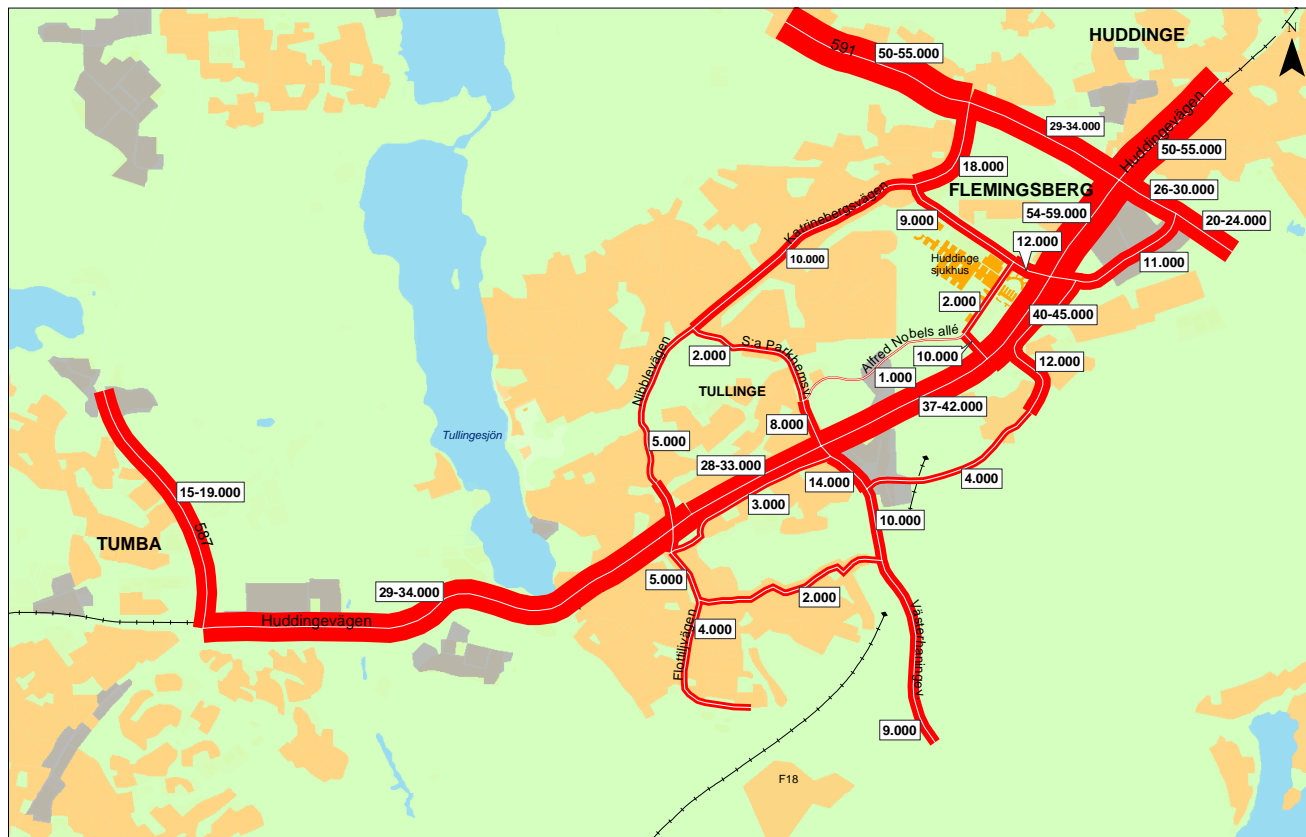 HUDDINGE
N
591
50-55.000
29-34.000
Huddingevägen
50-55.000
18.000
FLEMINGSBERG
26-30.000
Katrinebergsvägen
9.000
54-59.000
20-24.000
12.000
10.000
Huddinge
sjukhus
11.000
2.000
40-45.000
Alfred Nobels allé
S:a Parkhemsv
2.000
10.000
12.000
Nibblevägen
1.000
TULLINGE
37-42.000
8.000
Tullingesjön
5.000
28-33.000
14.000
4.000
15-19.000
3.000
10.000
587
TUMBA
5.000
29-34.000
2.000
Huddingevägen
4.000
Flottiljvägen
Västerhaningev
9.000
F18